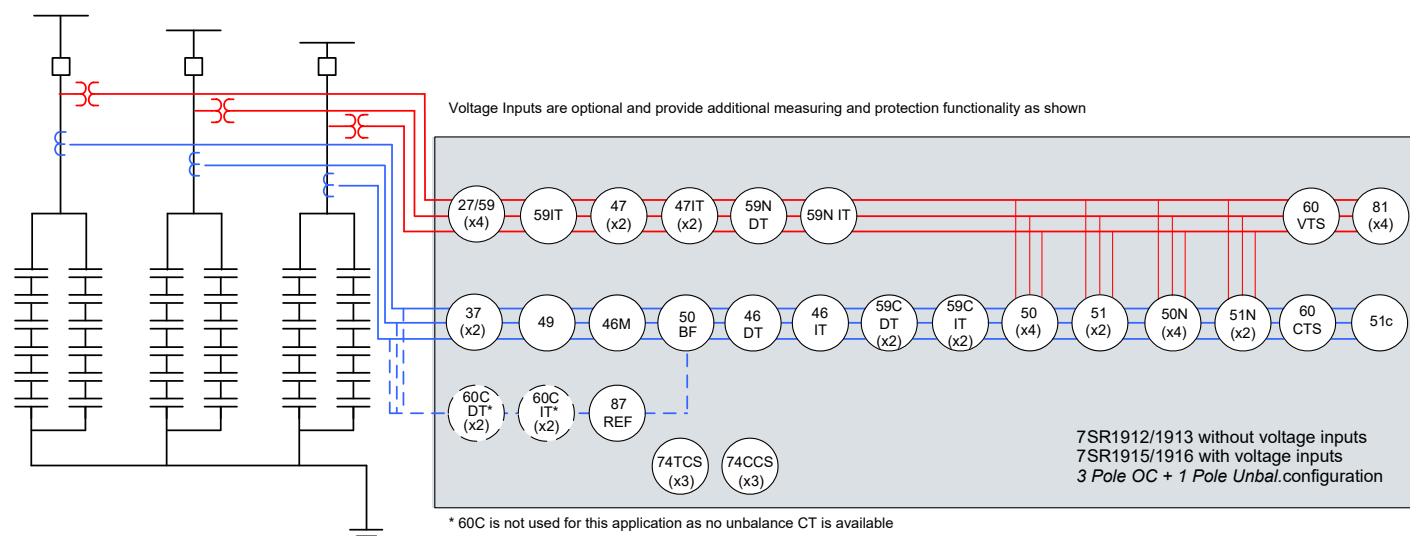 Voltage Inputs are optional and provide additional measuring and protection functionality as shown
27/59
(x4)
59IT
47
(x2)
47IT
(x2)
59N
DT
59N IT
60
VTS
81
(x4)
37
(x2)
49
46M
50
BF
46
DT
46
IT
59C
DT
(x2)
59C
IT
(x2)
50
(x4)
51
(x2)
50N
(x4)
51N
(x2)
60
CTS
51c
60C
DT*
(x2)
60C
IT*
(x2)
87
REF
74TCS
(x3)
74CCS
(x3)
7SR1912/1913 without voltage inputs
7SR1915/1916 with voltage inputs
3 Pole OC + 1 Pole Unbal.configuration
* 60C is not used for this application as no unbalance CT is available